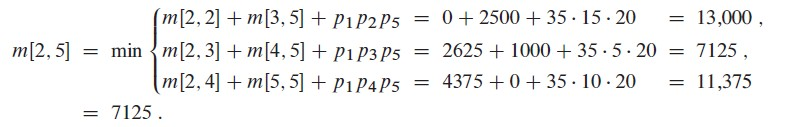 m[2, 2] + m[3, 5] + p₁p₂p₅ = 0 + 2500 + 35 · 15 · 20 = 13,000 ,
m[2, 5] = min { m[2, 3] + m[4, 5] + p₁p₃p₅ = 2625 + 1000 + 35 · 5 · 20 = 7125 ,
m[2, 4] + m[5, 5] + p₁p₄p₅ = 4375 + 0 + 35 · 10 · 20 = 11,375
= 7125 .